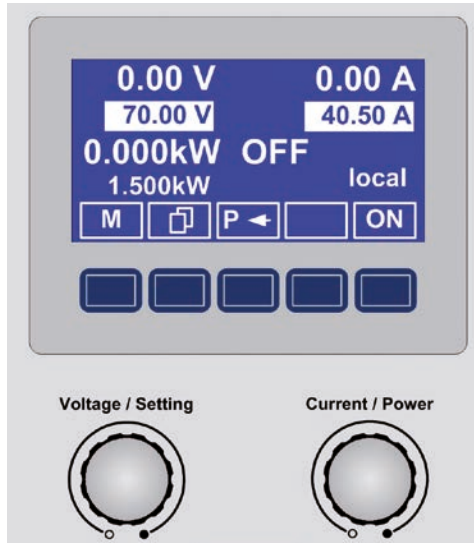 0.00 V 0.00 A
70.00 V 40.50 A
0.000kW OFF
1.500kW local
M P ON
Voltage / Setting Current / Power